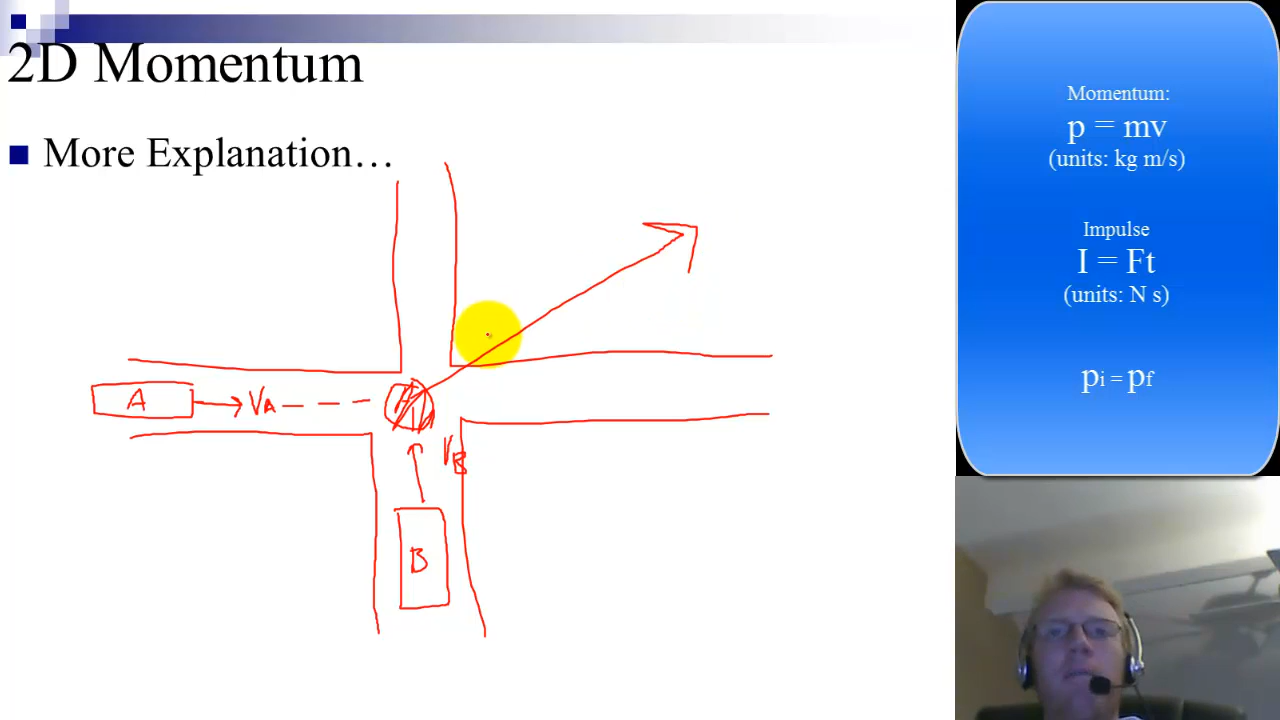 2D Momentum
More Explanation...
A
VA
VB
B
Momentum:
p = mv
(units: kg m/s)
Impulse
I = Ft
(units: N s)
pi = pf